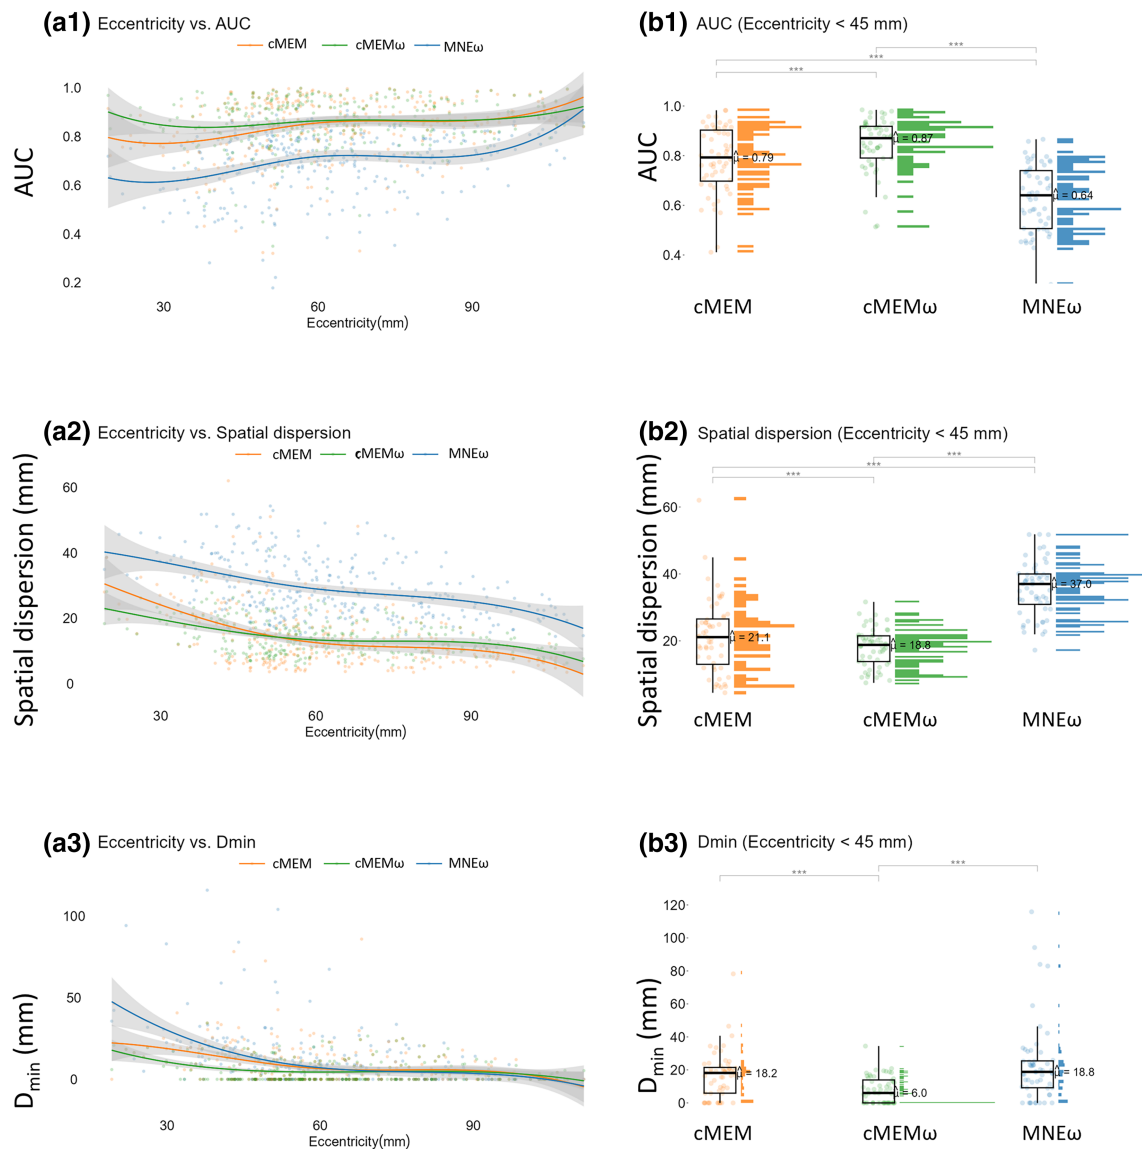 (a1) Eccentricity vs. AUC
cMEM cMEMω MNEω
AUC
1.0
0.8
0.6
0.4
0.2
30 60 90
Eccentricity(mm)
(b1) AUC (Eccentricity < 45 mm)
***
***
***
AUC
1.0
0.8
0.6
0.4
μ̂ = 0.79
μ̂ = 0.87
μ̂ = 0.64
cMEM cMEMω MNEω
(a2) Eccentricity vs. Spatial dispersion
cMEM cMEMω MNEω
Spatial dispersion (mm)
60
40
20
0
30 60 90
Eccentricity(mm)
(b2) Spatial dispersion (Eccentricity < 45 mm)
***
***
***
Spatial dispersion (mm)
60
40
20
μ̂ = 21.1
μ̂ = 18.8
μ̂ = 37.0
cMEM cMEMω MNEω
(a3) Eccentricity vs. Dmin
cMEM cMEMω MNEω
Dmin (mm)
100
50
0
30 60 90
Eccentricity(mm)
(b3) Dmin (Eccentricity < 45 mm)
***
***
Dmin (mm)
120
100
80
60
40
20
0
μ̂ = 18.2
μ̂ = 6.0
μ̂ = 18.8
cMEM cMEMω MNEω